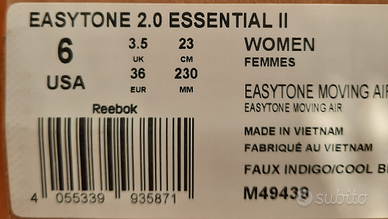 EASYTONE 2.0 ESSENTIAL II
6
USA
3.5
UK
36
EUR
23
CM
230
MM
WOMEN
FEMMES
EASYTONE MOVING AIR
EASYTONE MOVING AIR
Reebok
MADE IN VIETNAM
FABRIQUÉ AU VIETNAM
FAUX INDIGO/COOL B
M49439
4 055339 935871
subito